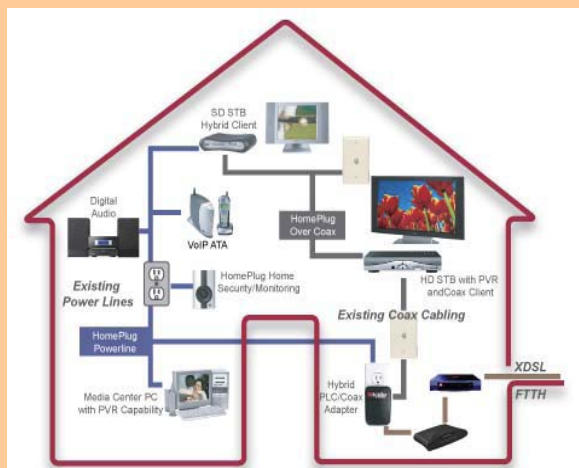 SD STB
Hybrid Client
Digital
Audio
VoIP ATA
HomePlug
Over Coax
Existing
Power Lines
HomePlug Home
Security/Monitoring
HD STB with PVR
andCoax Client
Existing Coax Cabling
HomePlug
Powerline
Media Center PC
with PVR Capability
Hybrid
PLC/Coax
Adapter
XDSL
FTTH